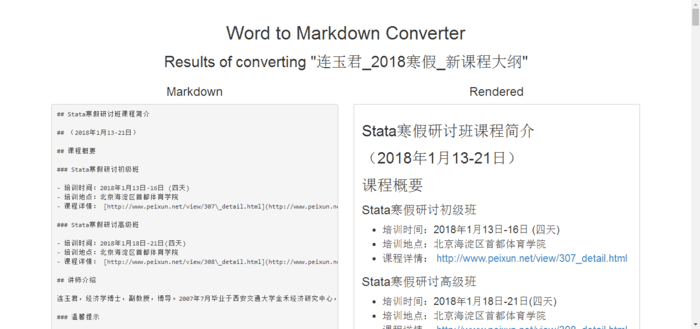 Word to Markdown Converter
Results of converting "连玉君_2018寒假_新课程大纲"
Markdown
## Stata寒假研讨班课程简介
## （2018年1月13-21日）
## 课程概要
### Stata寒假研讨初级班
- 培训时间：2018年1月13日-16日 (四天)
- 培训地点：北京海淀区首都体育学院
- 课程详情： [http://www.peixun.net/view/307\_detail.html](http://www.peixun.ne
### Stata寒假研讨高级班
- 培训时间：2018年1月18日-21日(四天)
- 培训地点：北京海淀区首都体育学院
- 课程详情： [http://www.peixun.net/view/308\_detail.html](http://www.peixun.ne
## 讲师介绍
连玉君，经济学博士，副教授，博导。2007年7月毕业于西安交通大学金禾经济研究中心，
### 温馨提示
Rendered
Stata寒假研讨班课程简介
（2018年1月13-21日）
课程概要
Stata寒假研讨初级班
培训时间：2018年1月13日-16日 (四天)
培训地点：北京海淀区首都体育学院
课程详情： http://www.peixun.net/view/307_detail.html
Stata寒假研讨高级班
培训时间：2018年1月18日-21日(四天)
培训地点：北京海淀区首都体育学院
课程详情： http://www.peixun.net/view/308_detail.html